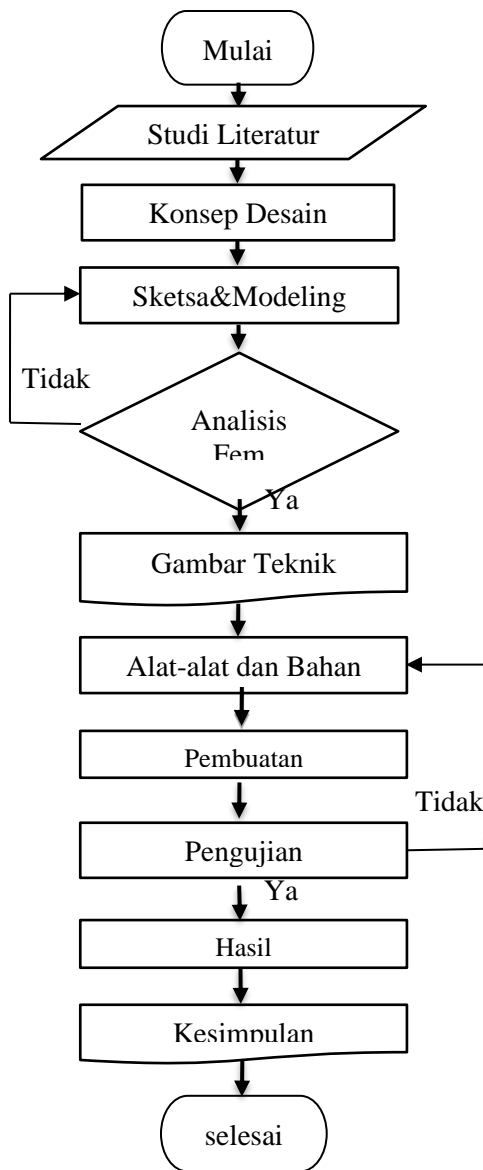 Mulai
Studi Literatur
Konsep Desain
Sketsa&Modeling
Tidak
Analisis
Fem
Ya
Gambar Teknik
Alat-alat dan Bahan
Pembuatan
Tidak
Pengujian
Ya
Hasil
Kesimpulan
selesai